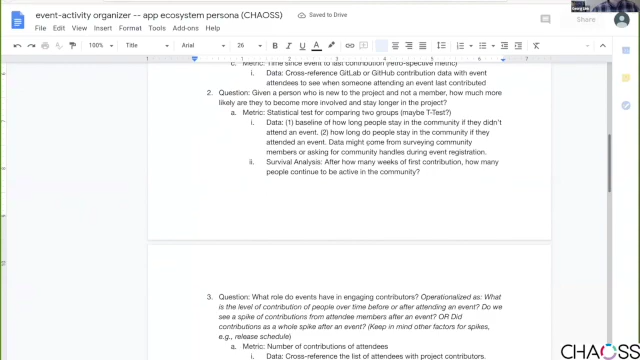 event-activity organizer -- app ecosystem persona (CHAOSS)
Saved to Drive
File Edit View Insert Format Tools Add-ons Help
Share
100% Title Arial 26 B I U A
c. Metric: Time since event to last contribution (retro-spective metric)
i) Data: Cross-reference GitLab or GitHub contribution data with event
attendees to see when someone attending an event last contributed
2. Question: Given a person who is new to the project and not a member, how much more
likely are they to become more involved and stay longer in the project?
a. Metric: Statistical test for comparing two groups (maybe T-Test?)
i) Data: (1) baseline of how long people stay in the community if they didn't
attend an event. (2) how long do people stay in the community if they
attended an event. Data might come from surveying community
members or asking for community handles during event registration.
ii) Survival Analysis: After how many weeks of first contribution, how many
people continue to be active in the community?
3. Question: What role do events have in engaging contributors? Operationalized as: What
is the level of contribution of people over time before or after attending an event? Do we
see a spike of contributions from attendee members after an event? OR Did
contributions as a whole spike after an event? (Keep in mind other factors for spikes,
e.g., release schedule)
a. Metric: Number of contributions of attendees
i) Data: Cross-reference the list of attendees with project contributors.
CHAOSS